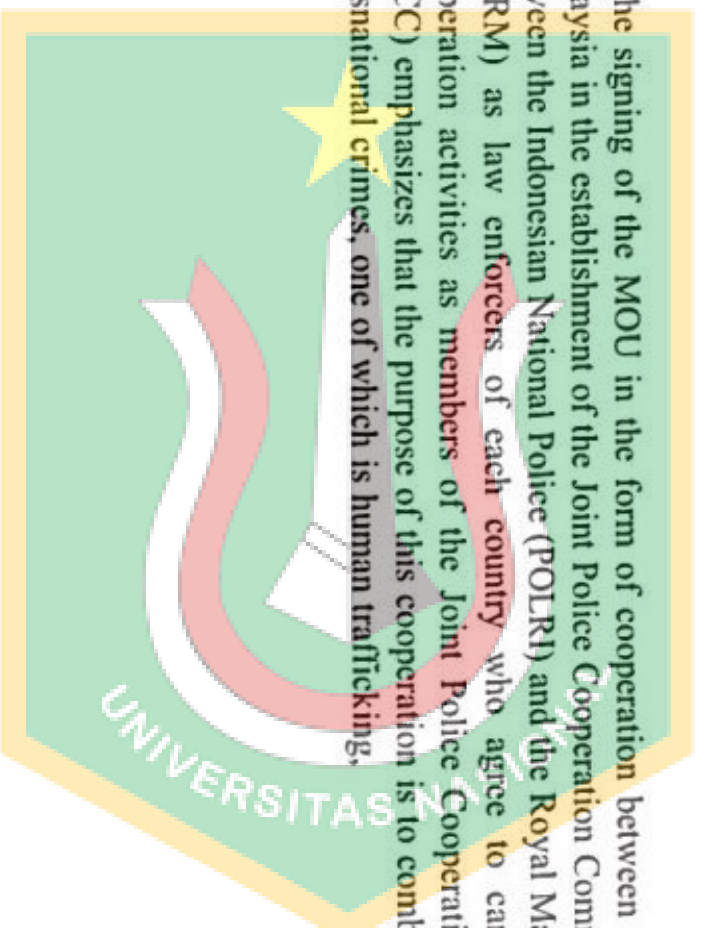 he signing of the MOU in the form of cooperation between
aysia in the establishment of the Joint Police Cooperation Com
een the Indonesian National Police (POLRI) and the Royal Ma
RM) as law enforcers of each country who agree to ca
peration activities as members of the Joint Police Cooperati
CC) emphasizes that the purpose of this cooperation is to comb
snational crimes, one of which is human trafficking,
UNIVERSITAS NASIONAL